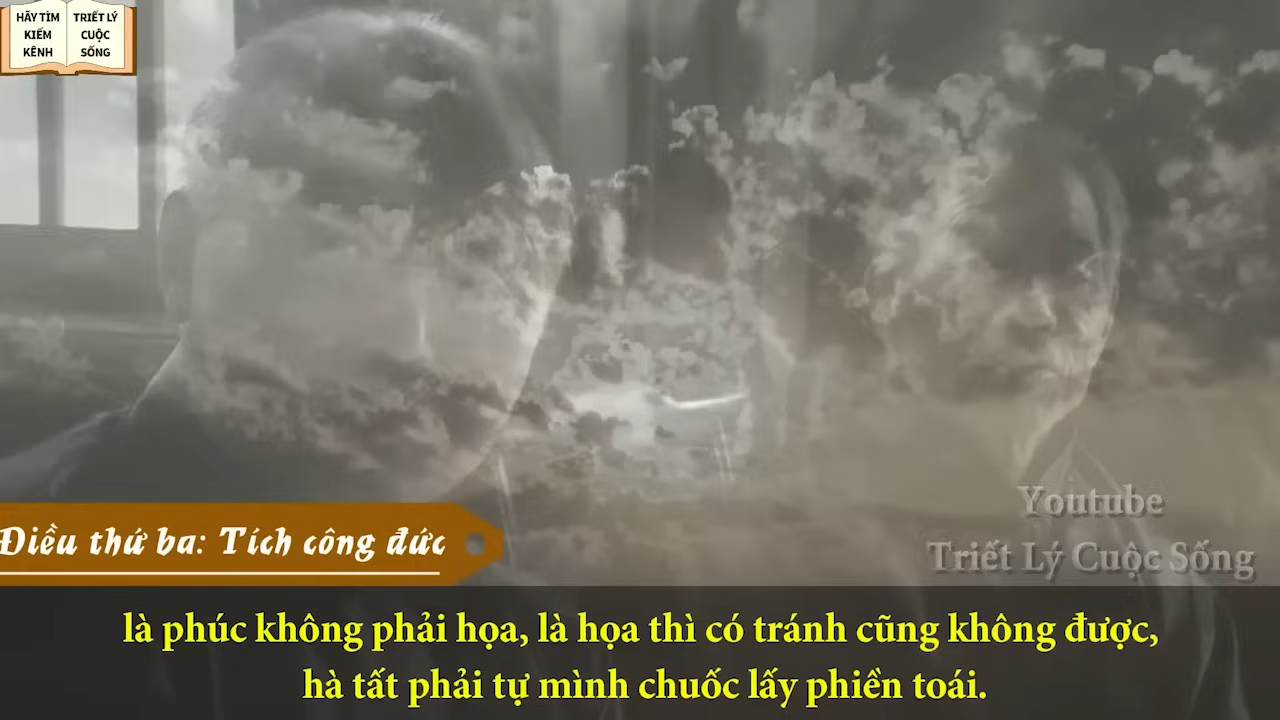 HÃY TÌM
KIẾM
KÊNH
TRIẾT LÝ
CUỘC
SỐNG
Youtube
Triết Lý Cuộc Sống
Điều thứ ba: Tích công đức
là phúc không phải họa, là họa thì có tránh cũng không được,
hà tất phải tự mình chuốc lấy phiền toái.